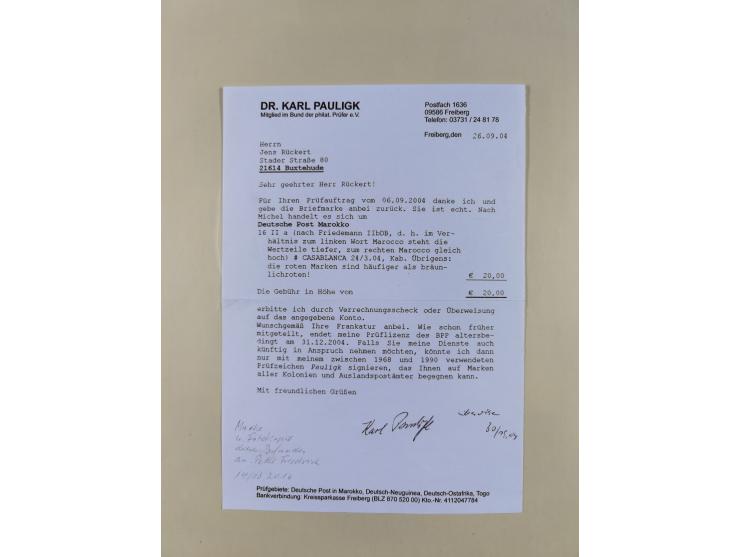 DR. KARL PAULIGK
Mitglied im Bund der philat. Prüfer e.V.
Postfach 1636
09586 Freiberg
Telefon: 03731 / 24 81 78
Freiberg,den 26.09.04
Herrn
Jens Rückert
Stader Straße 80
21614 Buxtehude
Sehr geehrter Herr Rückert!
Für Ihren Prüfauftrag vom 06.09.2004 danke ich und
gebe die Briefmarke anbei zurück. Sie ist echt. Nach
Michel handelt es sich um
Deutsche Post Marokko
16 II a (nach Friedemann IIbDB, d. h. im Ver-
hältnis zum linken Wort Marocco steht die
Wertzeile tiefer, zum rechten Marocco gleich
hoch) # CASABLANCA 24/3.04, Kab. Übrigens:
die roten Marken sind häufiger als bräun-
lichroten! € 20,00
Die Gebühr in Höhe von € 20,00
erbitte ich durch Verrechnungsscheck oder Überweisung
auf das angegebene Konto.
Wunschgemäß Ihre Frankatur anbei. Wie schon früher
mitgeteilt, endet meine Prüflizenz des BPP altersbe-
dingt am 31.12.2004. Falls Sie meine Dienste auch
künftig in Anspruch nehmen möchten, könnte ich dann
nur mit meinem zwischen 1968 und 1990 verwendeten
Prüfzeichen Pauligk signieren, das Ihnen auf Marken
aller Kolonien und Auslandspostämter begegnen kann.
Mit freundlichen Grüßen
Karl Pauligk
Marke
Prüfgebiete: Deutsche Post in Marokko, Deutsch-Neuguinea, Deutsch-Ostafrika, Togo
Bankverbindung: Kreissparkasse Freiberg (BLZ 870 520 00) Kto.-Nr. 4112047784